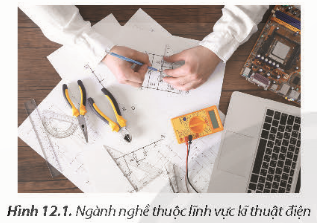 Hình 12.1. Ngành nghề thuộc lĩnh vực kĩ thuật điện